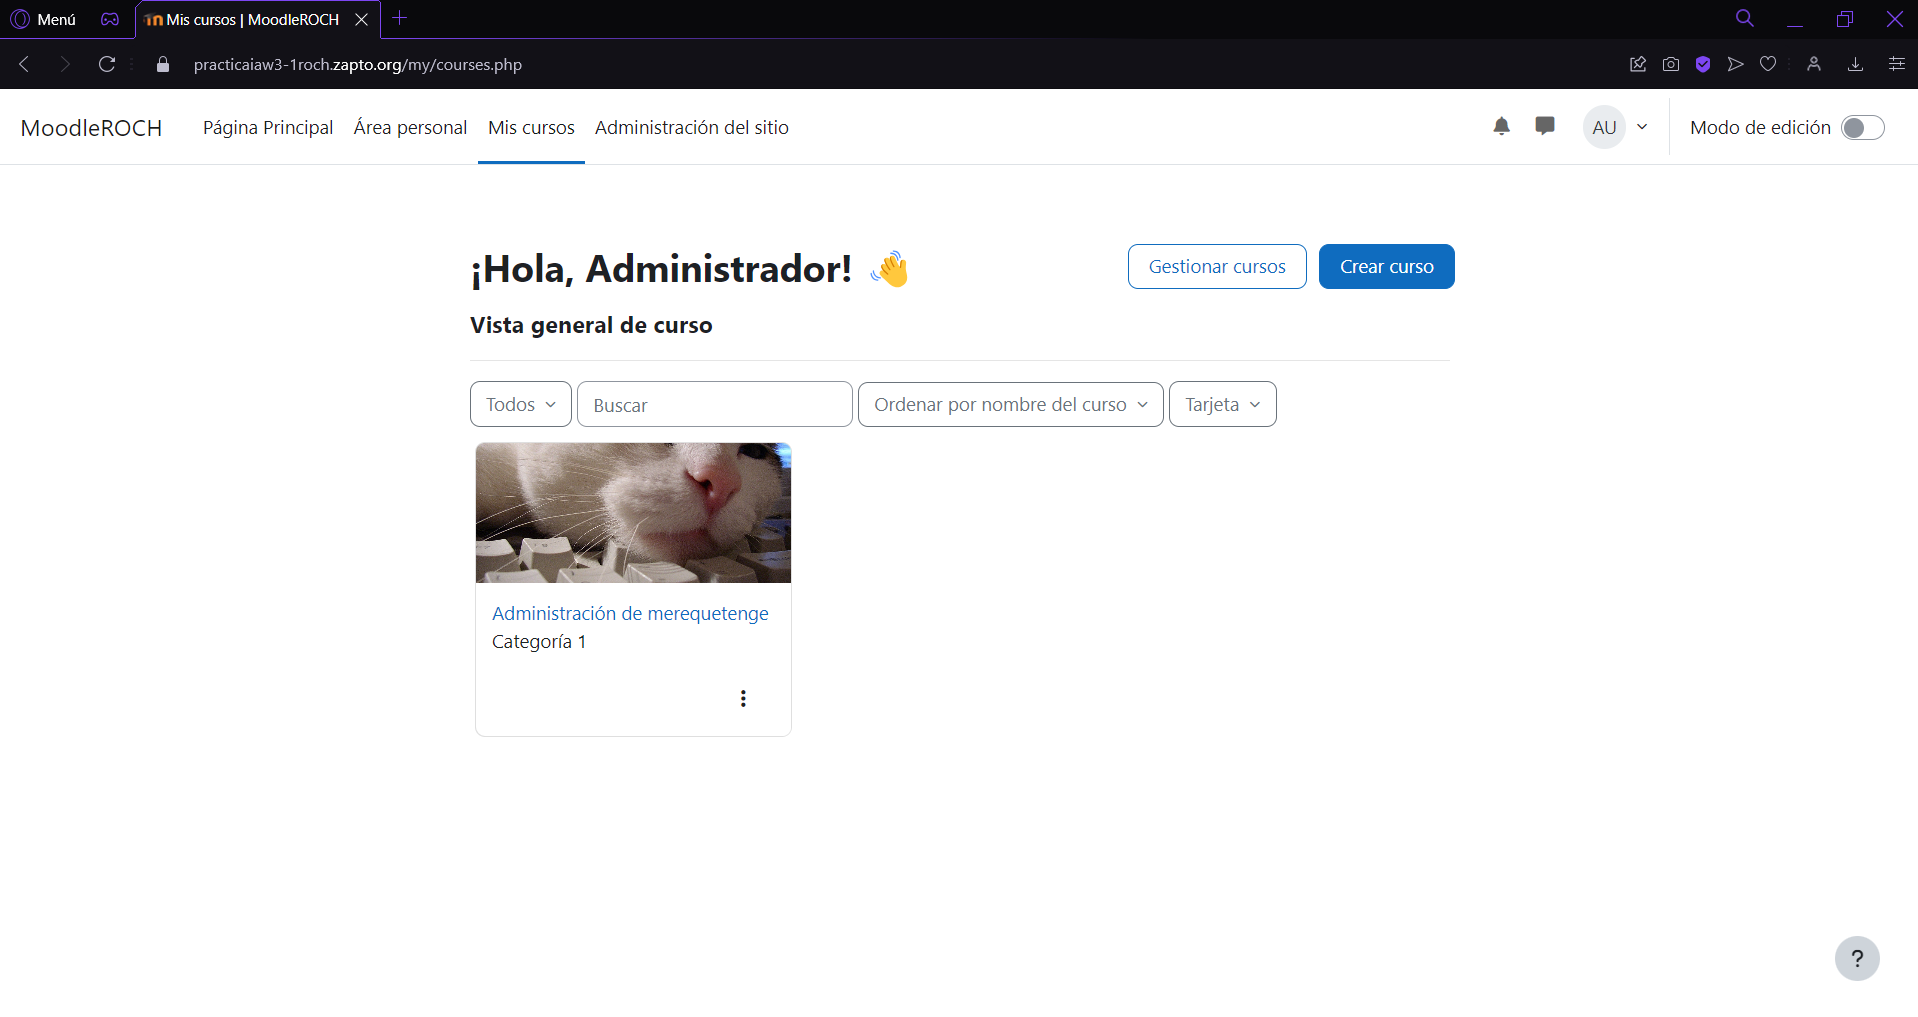 Menú
Mis cursos | MoodleROCH
practicaiaw3-1roch.zapto.org/my/courses.php
MoodleROCH
Página Principal
Área personal
Mis cursos
Administración del sitio
AU
Modo de edición
¡Hola, Administrador! 👋
Gestionar cursos
Crear curso
Vista general de curso
Todos
Buscar
Ordenar por nombre del curso
Tarjeta
Administración de merequetenge
Categoría 1
?